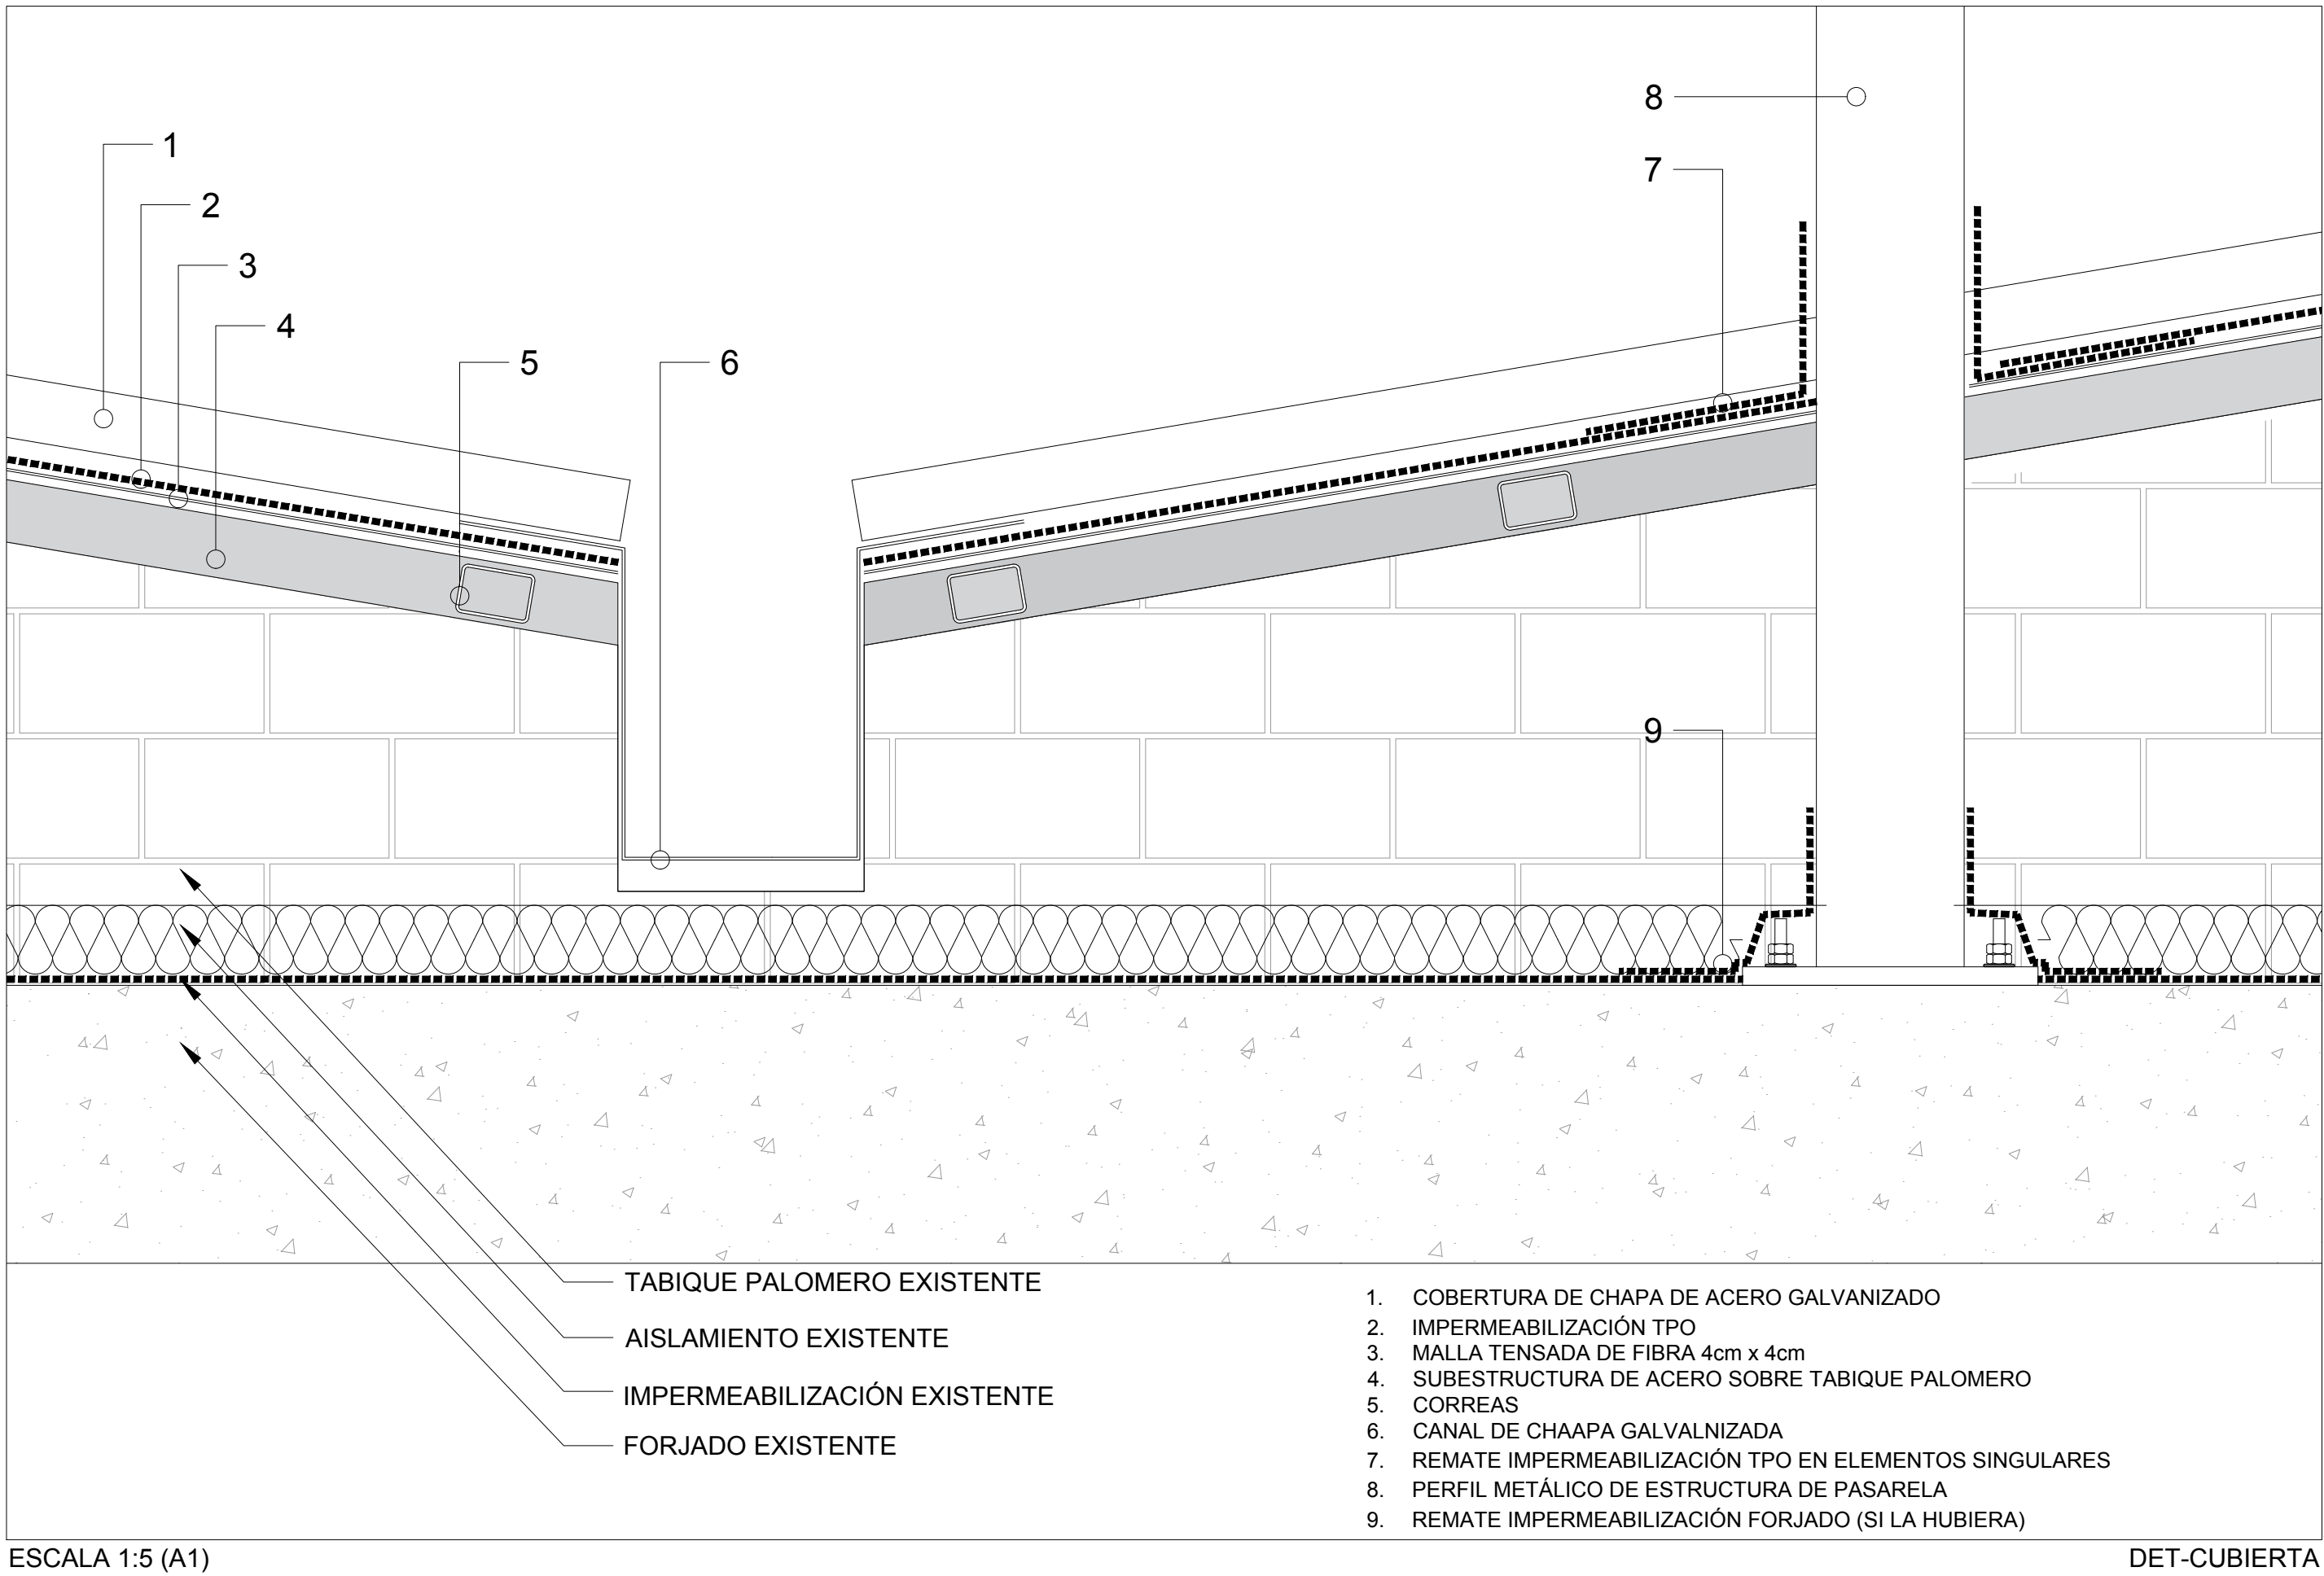 1
2
3
4
5
6
7
8
9
TABIQUE PALOMERO EXISTENTE
AISLAMIENTO EXISTENTE
IMPERMEABILIZACIÓN EXISTENTE
FORJADO EXISTENTE
1. COBERTURA DE CHAPA DE ACERO GALVANIZADO
2. IMPERMEABILIZACIÓN TPO
3. MALLA TENSADA DE FIBRA 4cm x 4cm
4. SUBESTRUCTURA DE ACERO SOBRE TABIQUE PALOMERO
5. CORREAS
6. CANAL DE CHAAPA GALVALNIZADA
7. REMATE IMPERMEABILIZACIÓN TPO EN ELEMENTOS SINGULARES
8. PERFIL METÁLICO DE ESTRUCTURA DE PASARELA
9. REMATE IMPERMEABILIZACIÓN FORJADO (SI LA HUBIERA)
ESCALA 1:5 (A1)
DET-CUBIERTA